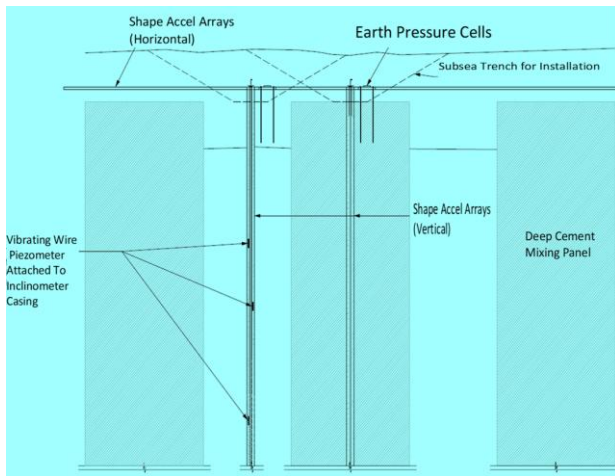 Shape Accel Arrays
(Horizontal)
Earth Pressure Cells
Subsea Trench for Installation
Shape Accel Arrays
(Vertical)
Vibrating Wire
Piezometer
Attached To
Inclinometer
Casing
Deep Cement
Mixing Panel